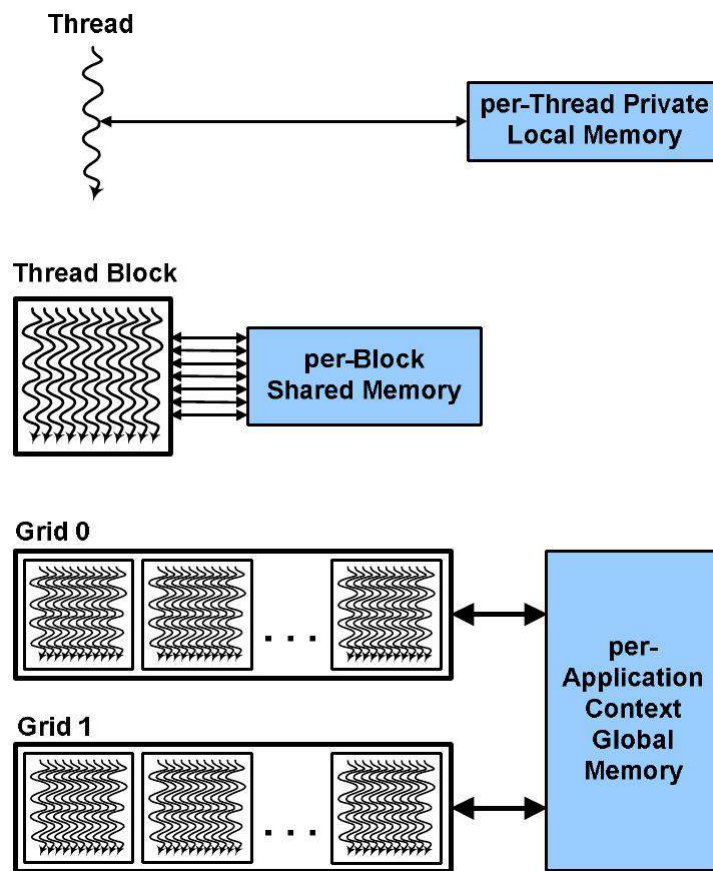 Thread
per-Thread Private
Local Memory
Thread Block
per-Block
Shared Memory
Grid 0
. . .
Grid 1
. . .
per-
Application
Context
Global
Memory